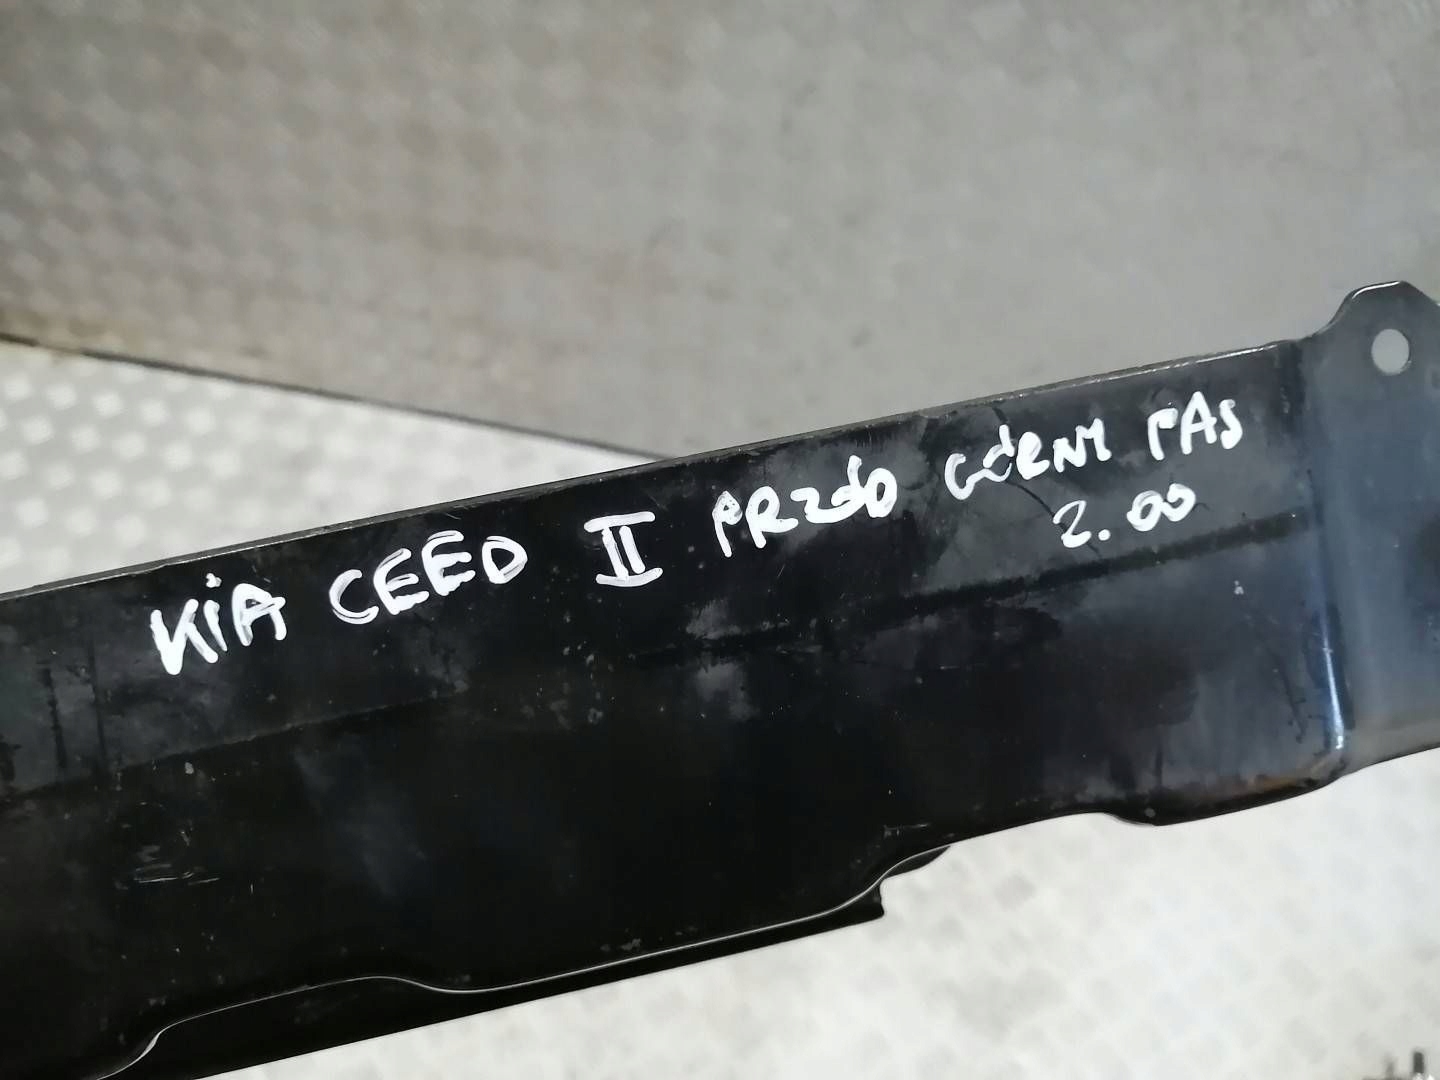 KiA CEED II PRZÓD GÓRNY PAS
2.00